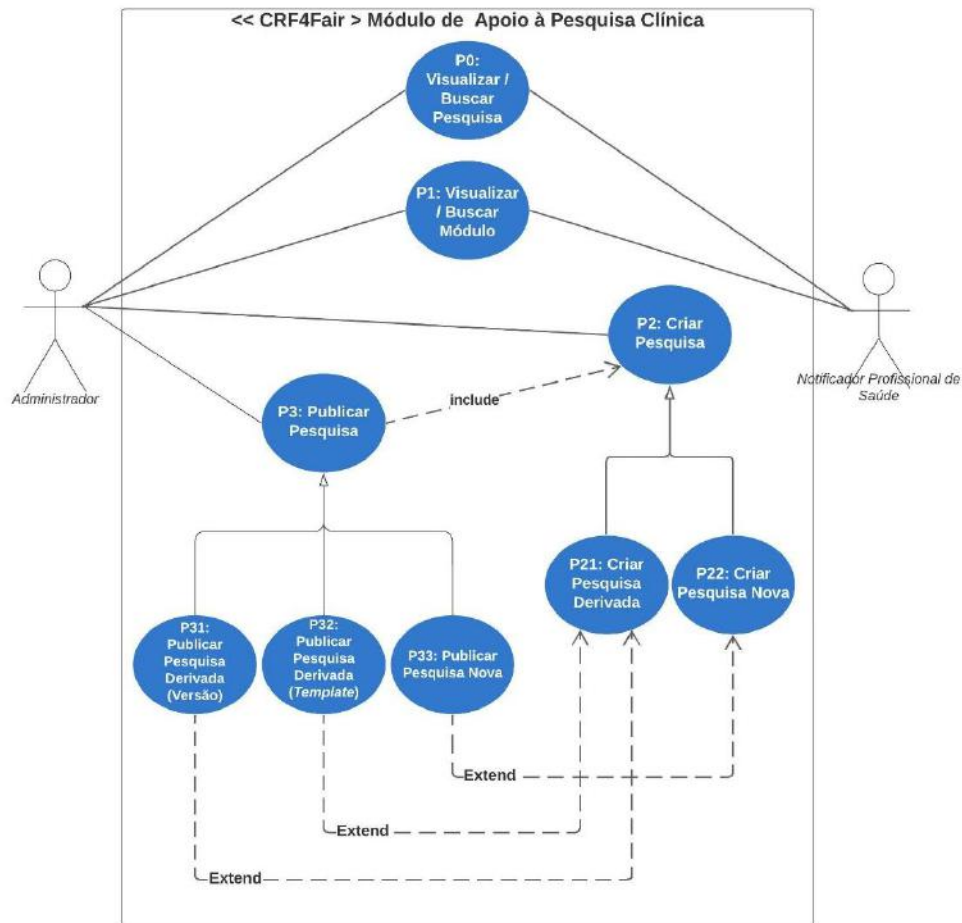 << CRF4Fair > Módulo de Apoio à Pesquisa Clínica
P0:
Visualizar /
Buscar
Pesquisa
P1: Visualizar
/ Buscar
Módulo
P2: Criar
Pesquisa
Administrador
Notificador Profissional de
Saúde
include
P3: Publicar
Pesquisa
P21: Criar
Pesquisa
Derivada
P22: Criar
Pesquisa Nova
P31:
Publicar
Pesquisa
Derivada
(Versão)
P32:
Publicar
Pesquisa
Derivada
(Template)
P33: Publicar
Pesquisa Nova
Extend
Extend
Extend